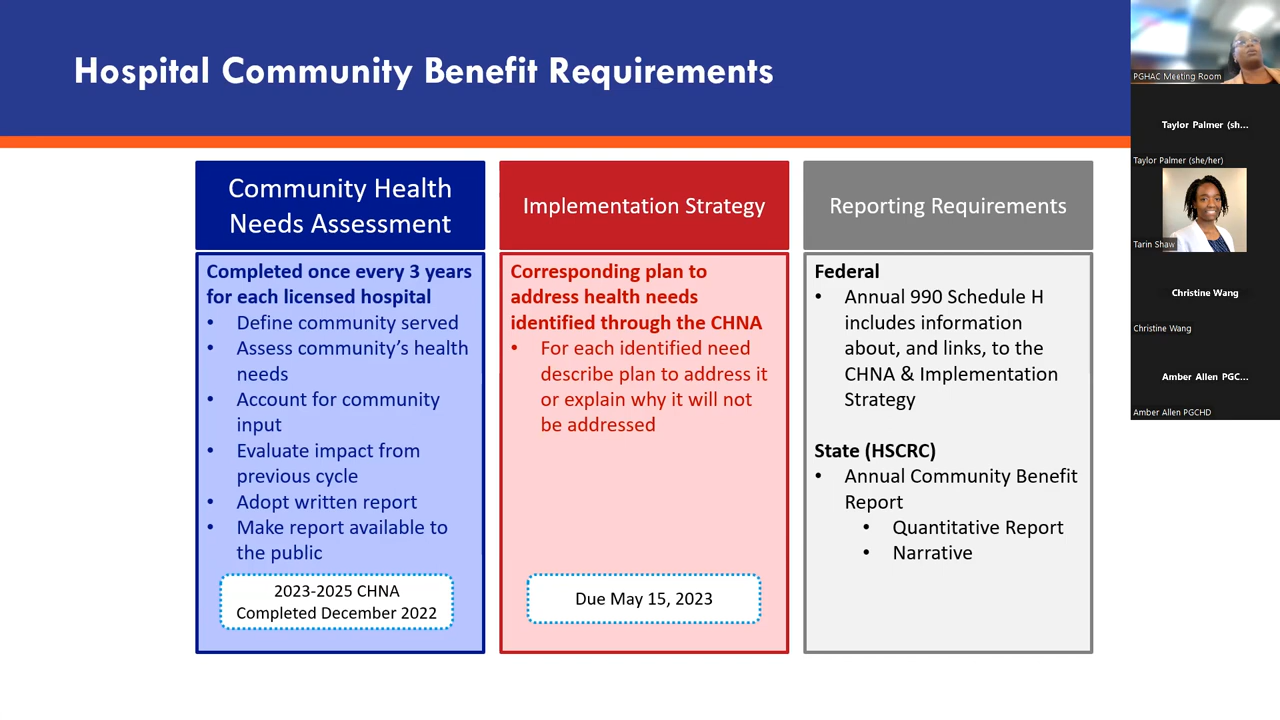 Hospital Community Benefit Requirements
Community Health
Needs Assessment
Completed once every 3 years
for each licensed hospital
• Define community served
• Assess community's health
needs
• Account for community
input
• Evaluate impact from
previous cycle
• Adopt written report
• Make report available to
the public
2023-2025 CHNA
Completed December 2022
Implementation Strategy
Corresponding plan to
address health needs
identified through the CHNA
• For each identified need
describe plan to address it
or explain why it will not
be addressed
Due May 15, 2023
Reporting Requirements
Federal
• Annual 990 Schedule H
includes information
about, and links, to the
CHNA & Implementation
Strategy
State (HSCRC)
• Annual Community Benefit
Report
• Quantitative Report
• Narrative
PGHAC Meeting Room
Taylor Palmer (sh...
Taylor Palmer (she/her)
Tarin Shaw
Christine Wang
Christine Wang
Amber Allen PGC...
Amber Allen PGCHD